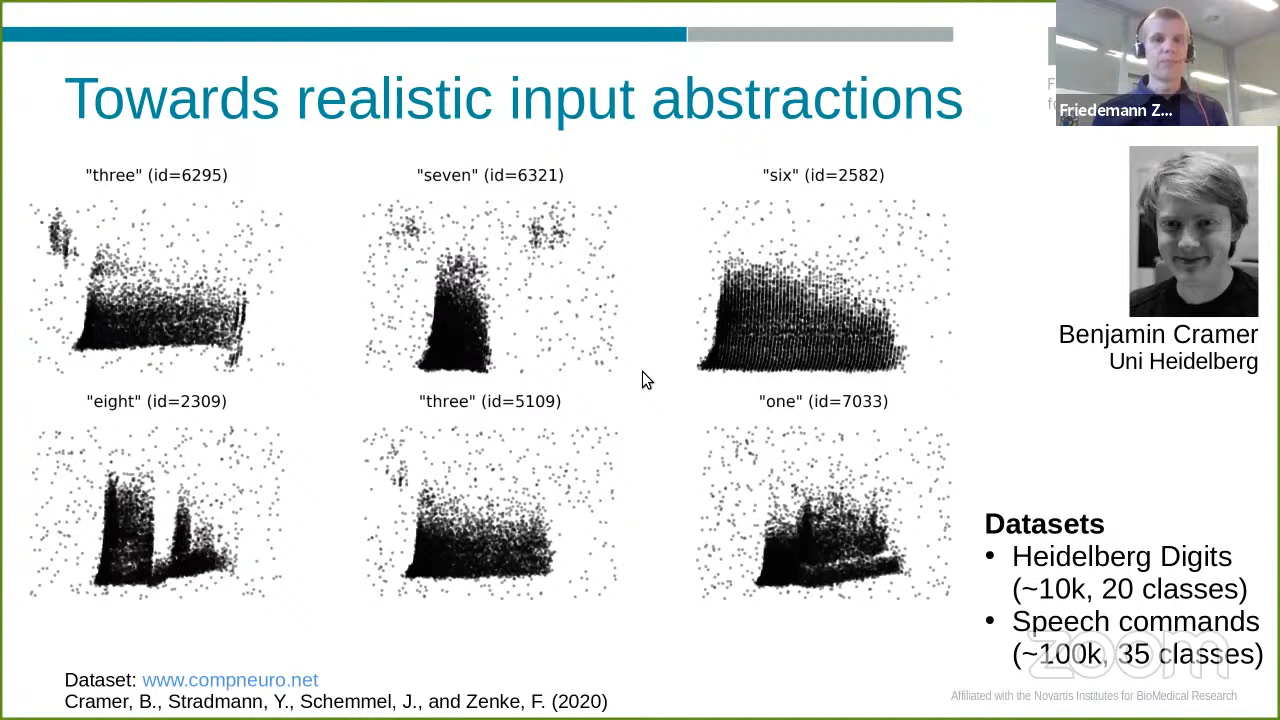 Towards realistic input abstractions
Friedemann Z...
"three" (id=6295)
"seven" (id=6321)
"six" (id=2582)
"eight" (id=2309)
"three" (id=5109)
"one" (id=7033)
Benjamin Cramer
Uni Heidelberg
Datasets
• Heidelberg Digits
(~10k, 20 classes)
• Speech commands
(~100k, 35 classes)
zoom
Dataset: www.compneuro.net
Cramer, B., Stradmann, Y., Schemmel, J., and Zenke, F. (2020)
Affiliated with the Novartis Institutes for BioMedical Research